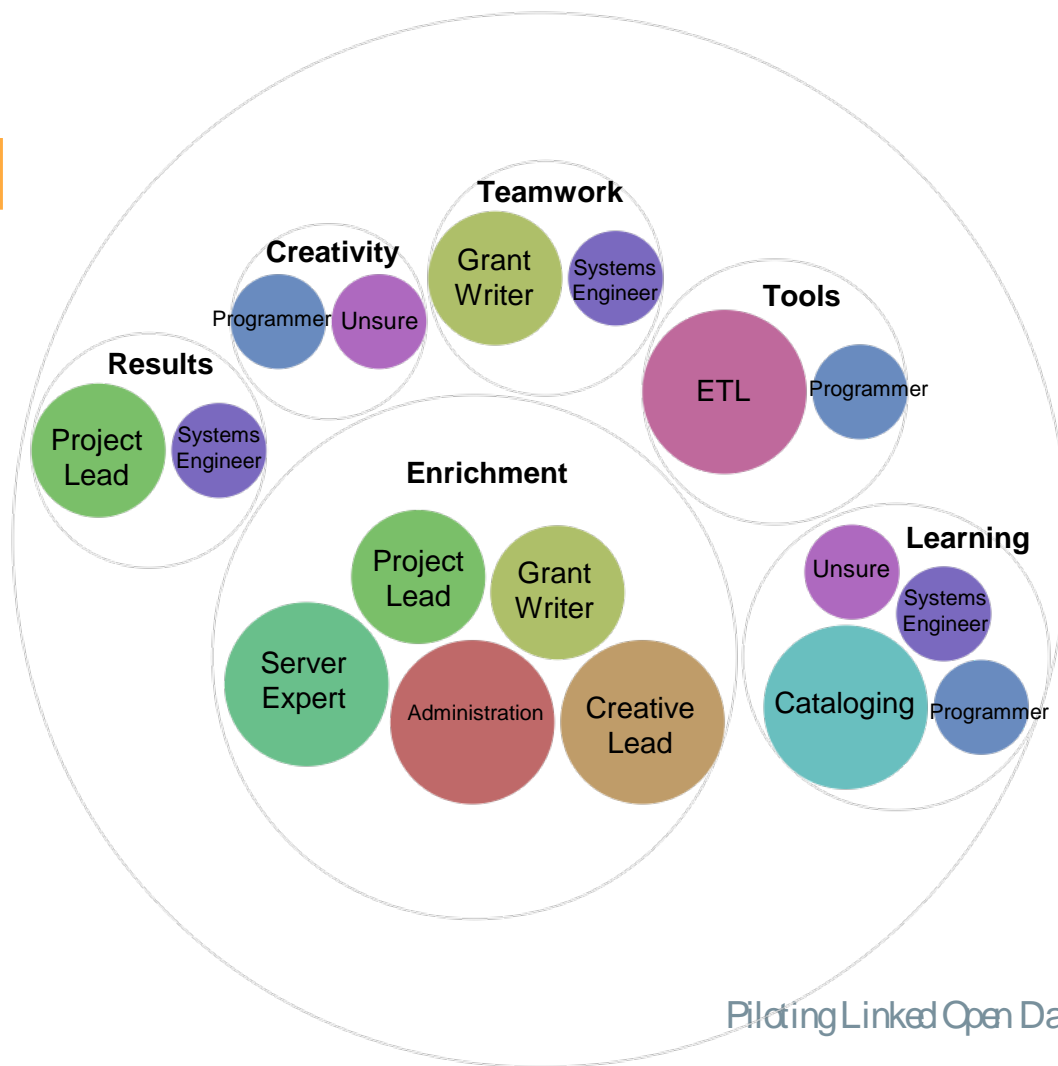 Teamwork
Grant
Writer
Systems
Engineer
Creativity
Programmer
Unsure
Tools
ETL
Programmer
Results
Project
Lead
Systems
Engineer
Enrichment
Project
Lead
Grant
Writer
Server
Expert
Administration
Creative
Lead
Learning
Unsure
Systems
Engineer
Cataloging
Programmer
Piloting Linked Open Da